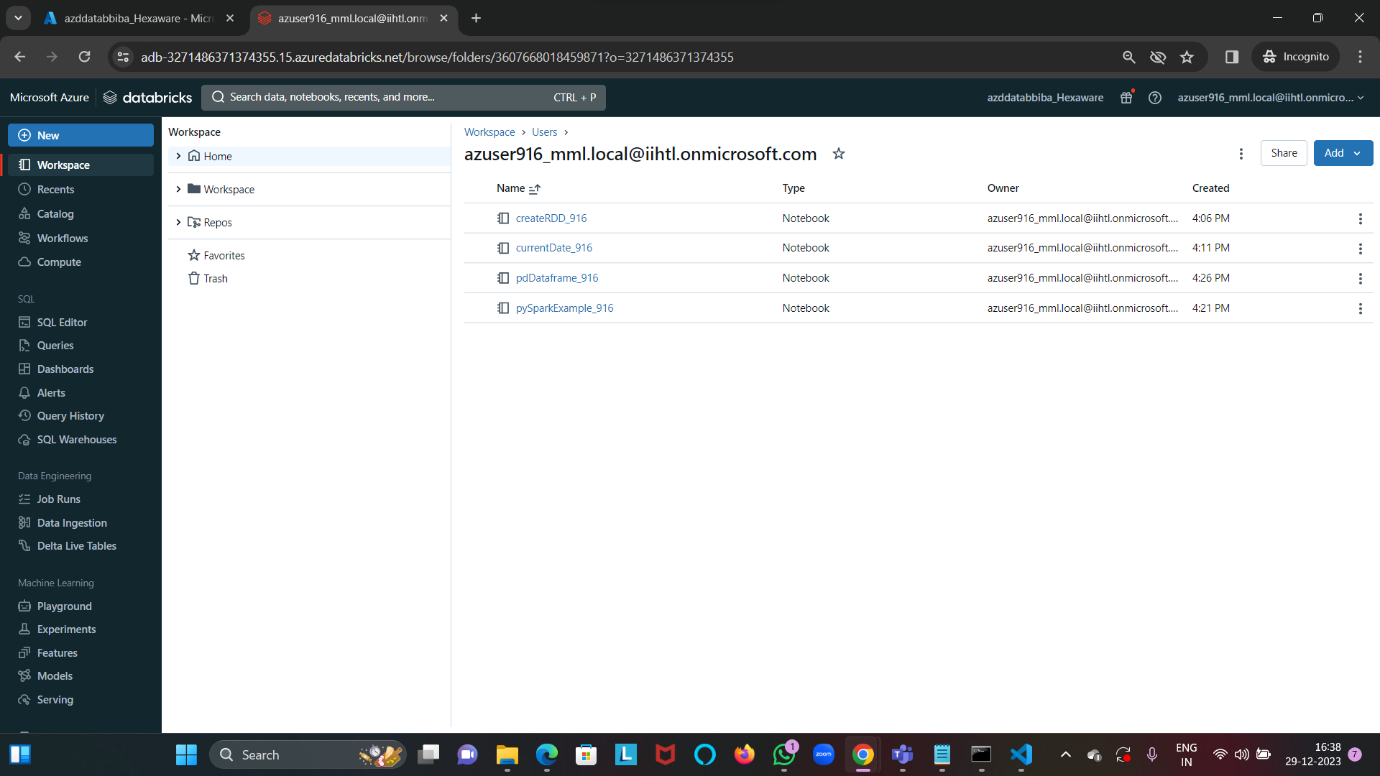 azddatabbiba_Hexaware - Micr
azuser916_mml.local@iihtl.onm
adb-3271486371374355.15.azuredatabricks.net/browse/folders/3607668018459871?o=3271486371374355
Incognito
Microsoft Azure
databricks
Search data, notebooks, recents, and more...
CTRL + P
azddatabbiba_Hexaware
azuser916_mml.local@iihtl.onmicro...
New
Workspace
Recents
Catalog
Workflows
Compute
SQL
SQL Editor
Queries
Dashboards
Alerts
Query History
SQL Warehouses
Data Engineering
Job Runs
Data Ingestion
Delta Live Tables
Machine Learning
Playground
Experiments
Features
Models
Serving
Workspace
Home
Workspace
Repos
Favorites
Trash
Workspace > Users >
azuser916_mml.local@iihtl.onmicrosoft.com
Share
Add
Name Type Owner Created
createRDD_916 Notebook azuser916_mml.local@iihtl.onmicrosoft.... 4:06 PM
currentDate_916 Notebook azuser916_mml.local@iihtl.onmicrosoft.... 4:11 PM
pdDataframe_916 Notebook azuser916_mml.local@iihtl.onmicrosoft.... 4:26 PM
pySparkExample_916 Notebook azuser916_mml.local@iihtl.onmicrosoft.... 4:21 PM
Search
L
1
zoom
ENG
IN
16:38
29-12-2023
7